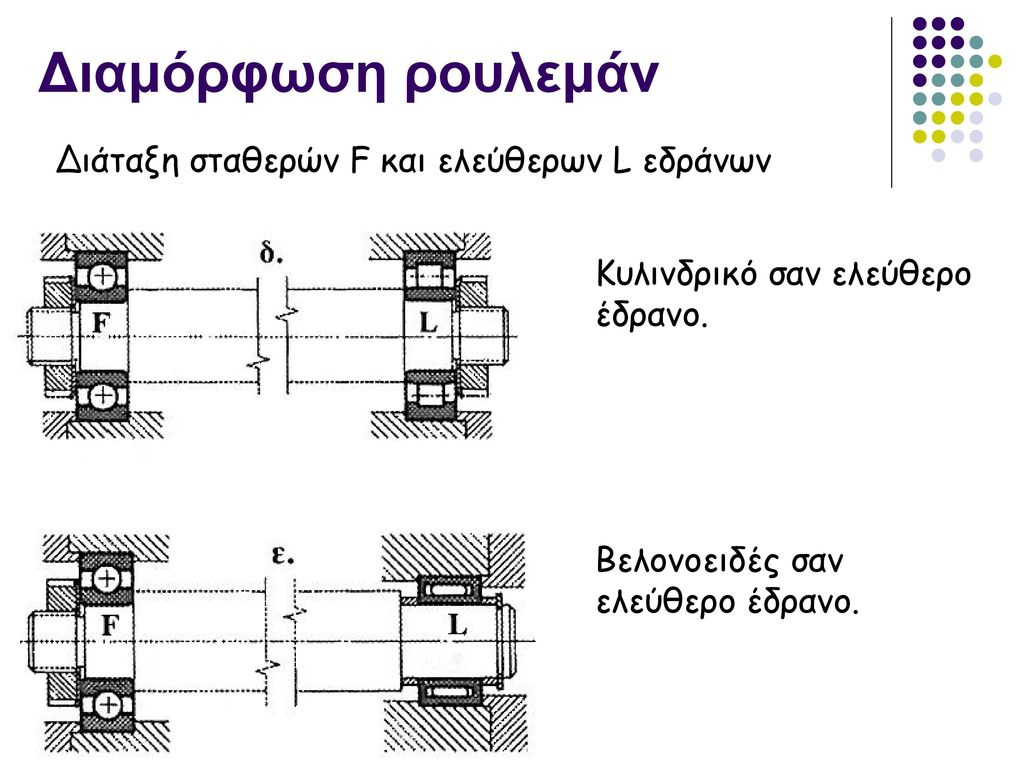 Διαμόρφωση ρουλεμάν
Διάταξη σταθερών F και ελεύθερων L εδράνων
δ.
F
L
Κυλινδρικό σαν ελεύθερο
έδρανο.
ε.
F
L
Βελονοειδές σαν
ελεύθερο έδρανο.